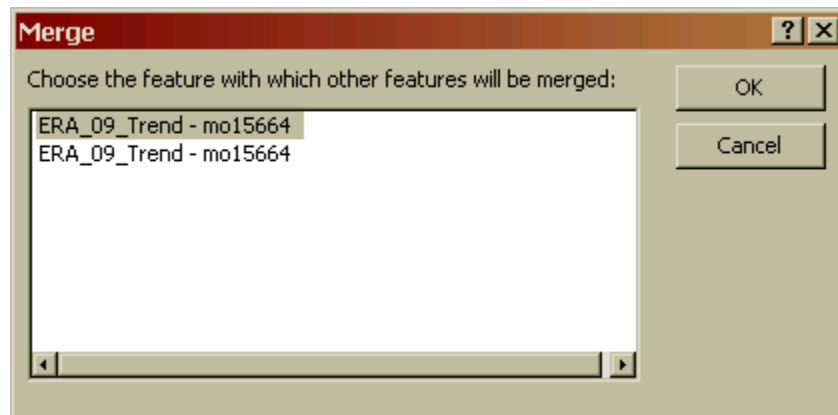 Merge
Choose the feature with which other features will be merged:
OK
ERA_09_Trend - mo15664
ERA_09_Trend - mo15664
Cancel